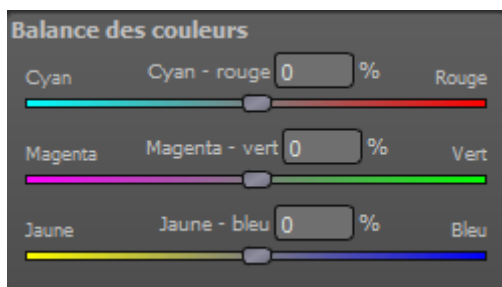 Balance des couleurs
Cyan Cyan - rouge 0 % Rouge
Magenta Magenta - vert 0 % Vert
Jaune Jaune - bleu 0 % Bleu